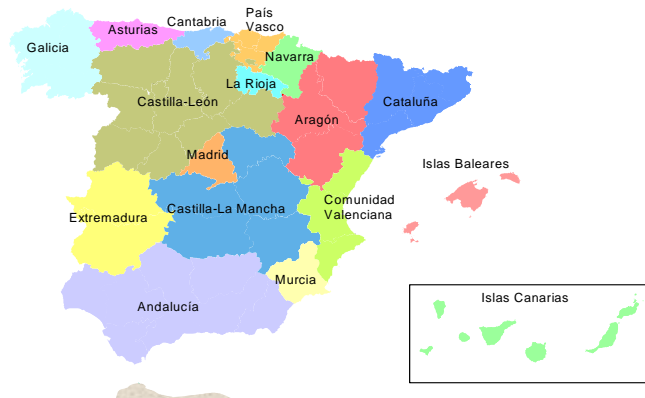 País
Vasco
Cantabria
Asturias
Galicia
Navarra
La Rioja
Castilla-León
Cataluña
Aragón
Madrid
Islas Baleares
Castilla-La Mancha
Comunidad
Valenciana
Extremadura
Murcia
Andalucía
Islas Canarias